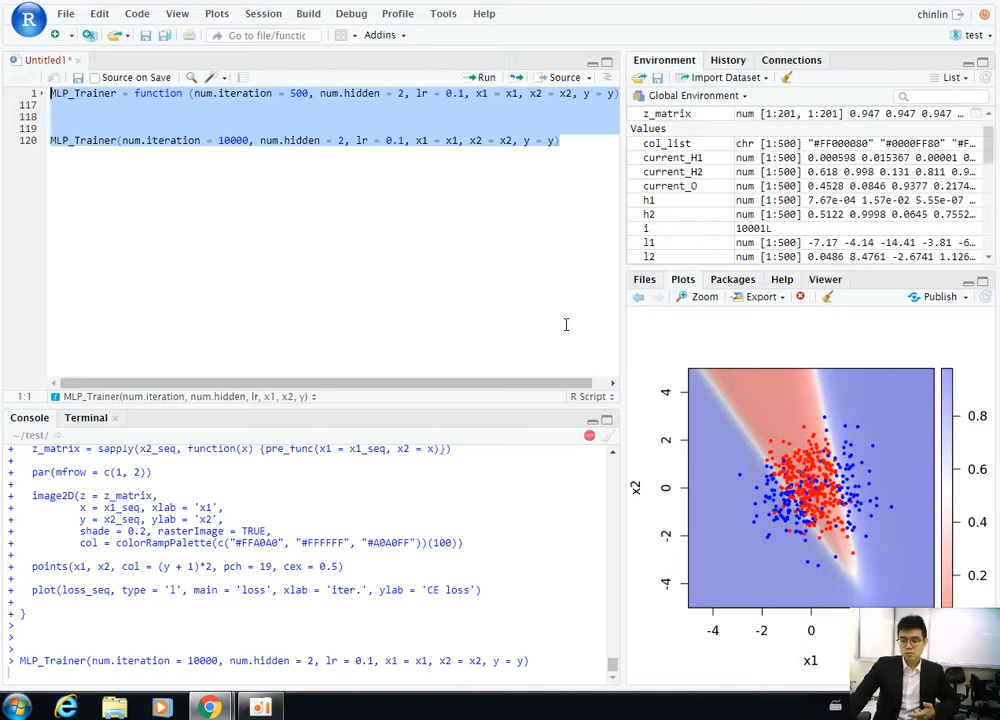 R File Edit Code View Plots Session Build Debug Profile Tools Help chinlin
Go to file/functic Addins test
Untitled1*
Source on Save Run Source
1 MLP_Trainer = function (num.iteration = 500, num.hidden = 2, lr = 0.1, x1 = x1, x2 = x2, y = y)
117
118
119
120 MLP_Trainer(num.iteration = 10000, num.hidden = 2, lr = 0.1, x1 = x1, x2 = x2, y = y)
1:1 MLP_Trainer(num.iteration, num.hidden, lr, x1, x2, y) R Script
Console Terminal
~/test/
+ z_matrix = sapply(x2_seq, function(x) {pre_func(x1 = x1_seq, x2 = x)})
+
+ par(mfrow = c(1, 2))
+
+ image2D(z = z_matrix,
+ x = x1_seq, xlab = 'x1',
+ y = x2_seq, ylab = 'x2',
+ shade = 0.2, rasterImage = TRUE,
+ col = colorRampPalette(c("#FFA0A0", "#FFFFFF", "#A0A0FF"))(100))
+
+ points(x1, x2, col = (y + 1)*2, pch = 19, cex = 0.5)
+
+ plot(loss_seq, type = 'l', main = 'loss', xlab = 'iter.', ylab = 'CE loss')
+
+ }
>
>
>
> MLP_Trainer(num.iteration = 10000, num.hidden = 2, lr = 0.1, x1 = x1, x2 = x2, y = y)
Environment History Connections
Import Dataset List
Global Environment
z_matrix num [1:201, 1:201] 0.947 0.947 0.947 …
Values
col_list chr [1:500] "#FF000080" "#0000FF80" "#F…
current_H1 num [1:500] 0.000598 0.015367 0.00001 0…
current_H2 num [1:500] 0.618 0.998 0.131 0.811 0.9…
current_O num [1:500] 0.4528 0.0846 0.9377 0.2174…
h1 num [1:500] 7.67e-04 1.57e-02 5.55e-07 …
h2 num [1:500] 0.5122 0.9998 0.0645 0.7552…
i 10001L
l1 num [1:500] -7.17 -4.14 -14.41 -3.81 -6…
l2 num [1:500] 0.0486 8.4761 -2.6741 1.126…
Files Plots Packages Help Viewer
Zoom Export Publish
4
2
0
-2
-4
x2
-4 -2 0
x1
0.8
0.6
0.4
0.2